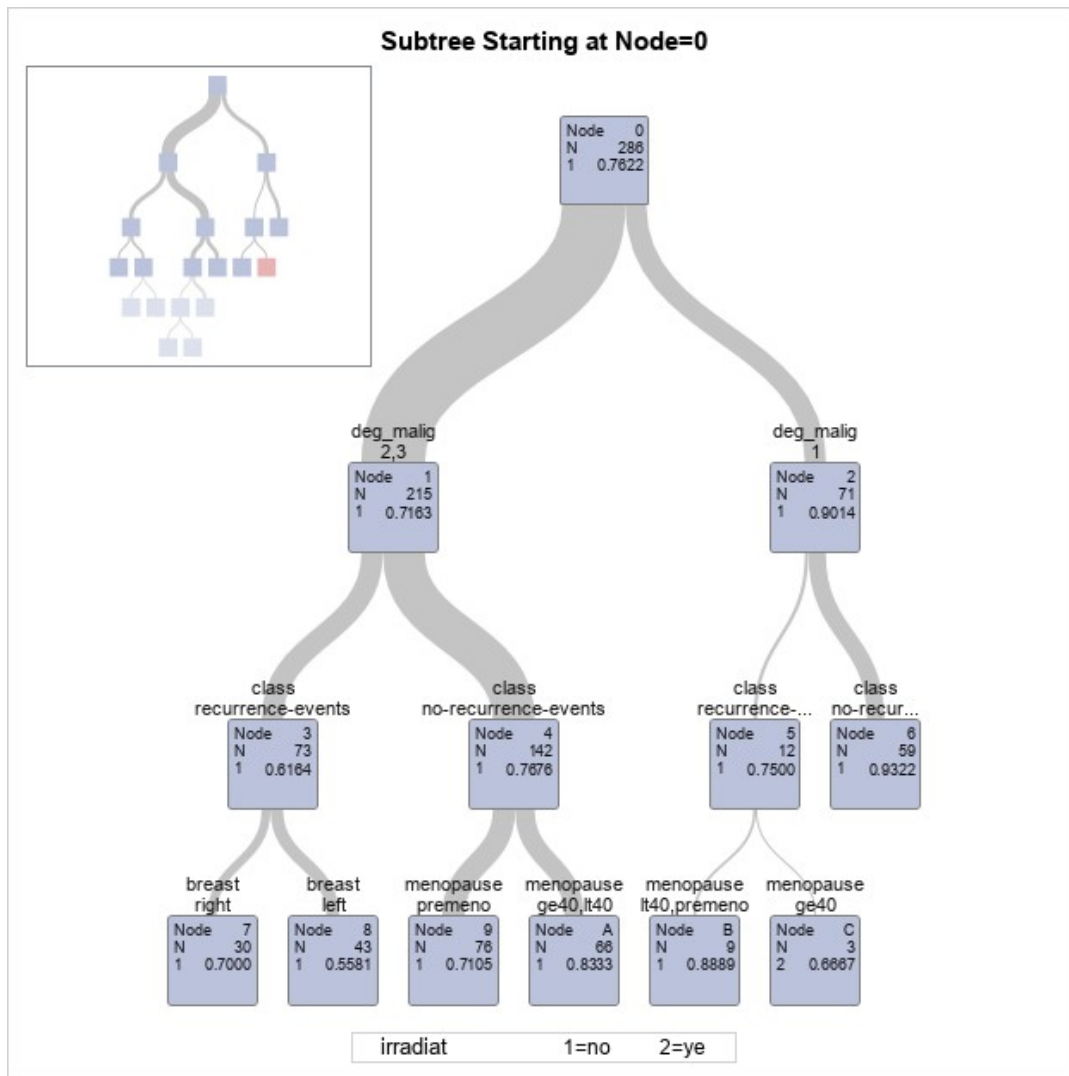 Subtree Starting at Node=0
Node 0
N 286
1 0.7622
deg_malig
2,3
Node 1
N 215
1 0.7163
deg_malig
1
Node 2
N 71
1 0.9014
class
recurrence-events
Node 3
N 73
1 0.6164
class
no-recurrence-events
Node 4
N 142
1 0.7676
class
recurrence-...
Node 5
N 12
1 0.7500
class
no-recur...
Node 6
N 59
1 0.9322
breast
right
Node 7
N 30
1 0.7000
breast
left
Node 8
N 43
1 0.5581
menopause
premeno
Node 9
N 76
1 0.7105
menopause
ge40,lt40
Node A
N 66
1 0.8333
menopause
lt40,premeno
Node B
N 9
1 0.8889
menopause
ge40
Node C
N 3
2 0.6667
irradiat 1=no 2=ye